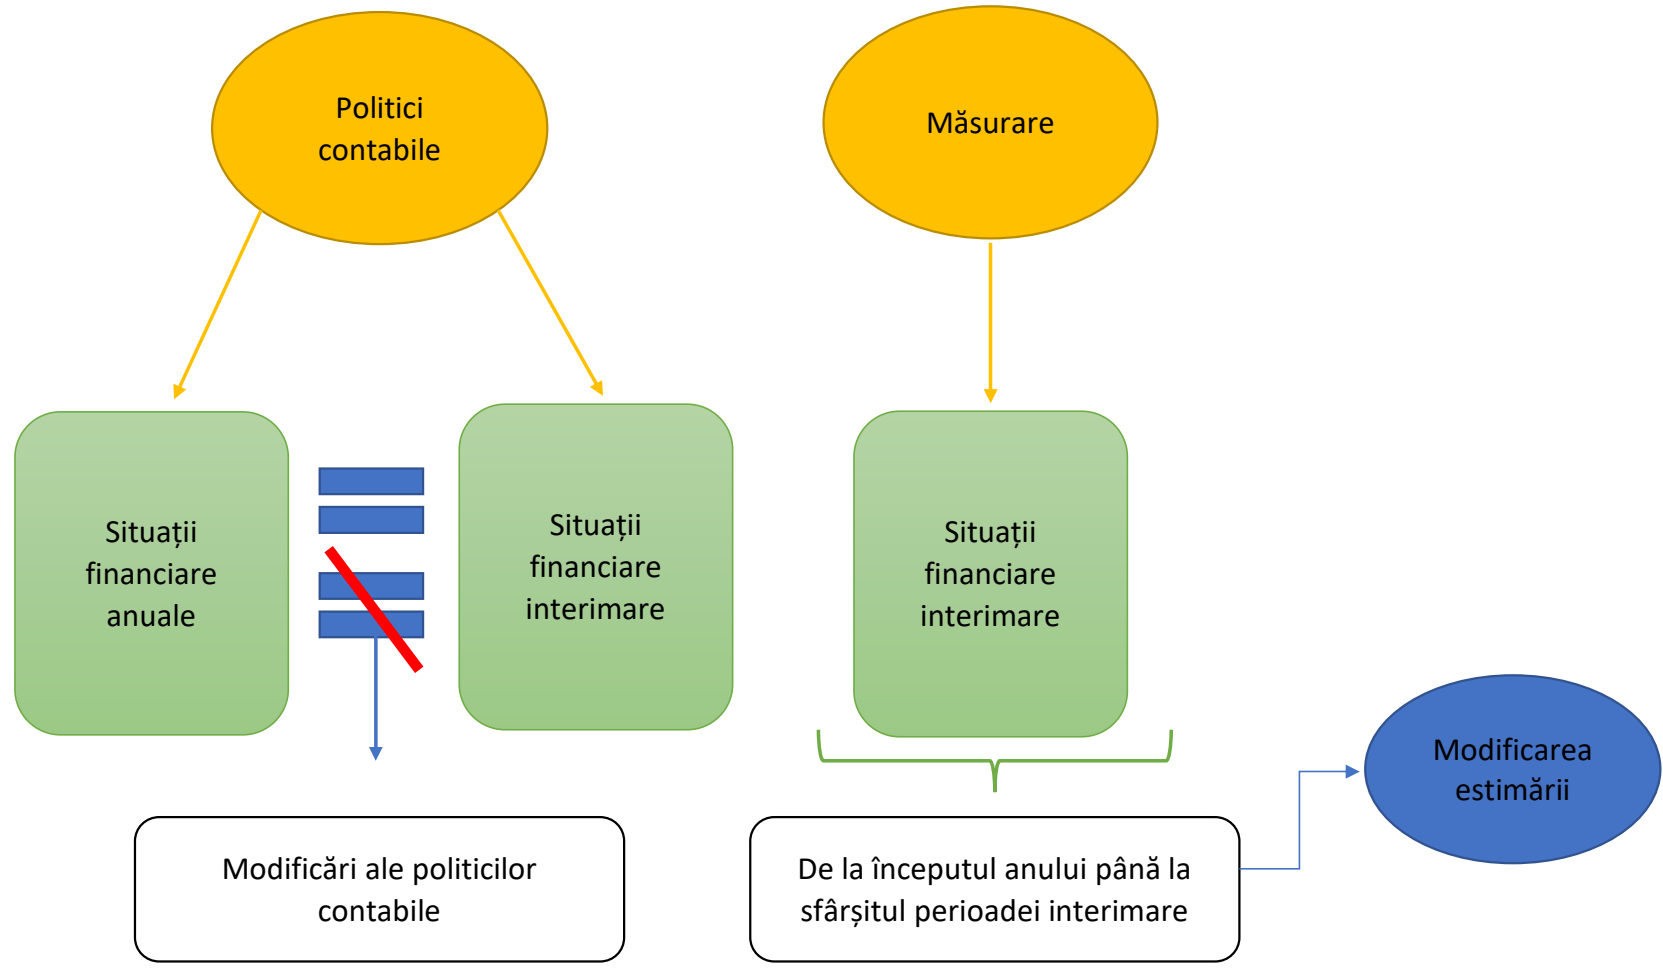 Politici
contabile
Măsurare
Situații
financiare
anuale
Situații
financiare
interimare
Situații
financiare
interimare
Modificarea
estimării
Modificări ale politicilor
contabile
De la începutul anului până la
sfârșitul perioadei interimare